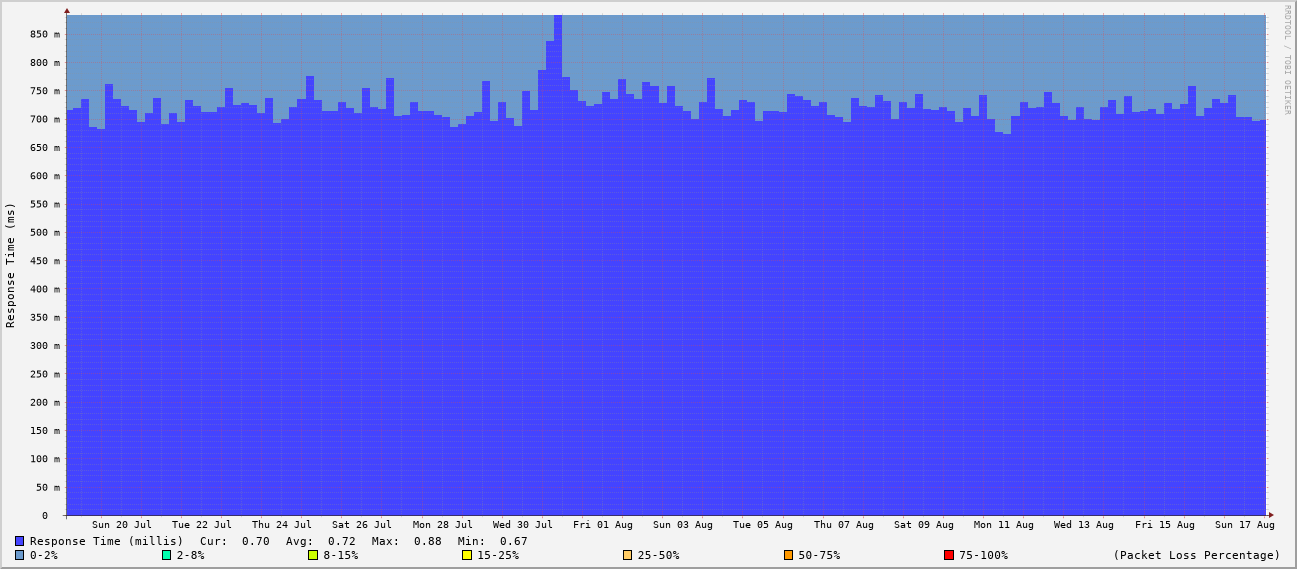 RRDTOOL / TOBI OETIKER
Response Time (ms)
850 m
800 m
750 m
700 m
650 m
600 m
550 m
500 m
450 m
400 m
350 m
300 m
250 m
200 m
150 m
100 m
50 m
0
Sun 20 Jul Tue 22 Jul Thu 24 Jul Sat 26 Jul Mon 28 Jul Wed 30 Jul Fri 01 Aug Sun 03 Aug Tue 05 Aug Thu 07 Aug Sat 09 Aug Mon 11 Aug Wed 13 Aug Fri 15 Aug Sun 17 Aug
Response Time (millis) Cur: 0.70 Avg: 0.72 Max: 0.88 Min: 0.67
0-2% 2-8% 8-15% 15-25% 25-50% 50-75% 75-100% (Packet Loss Percentage)